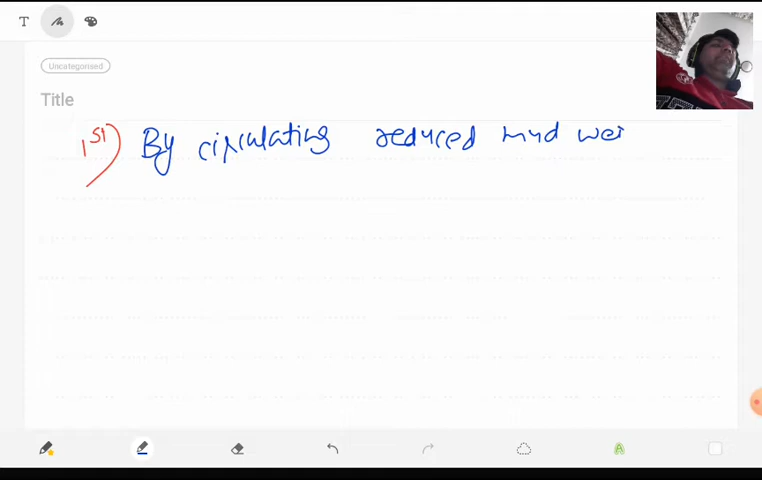 T
Uncategorised
Title
1st) By circulating reduced mud wei
A